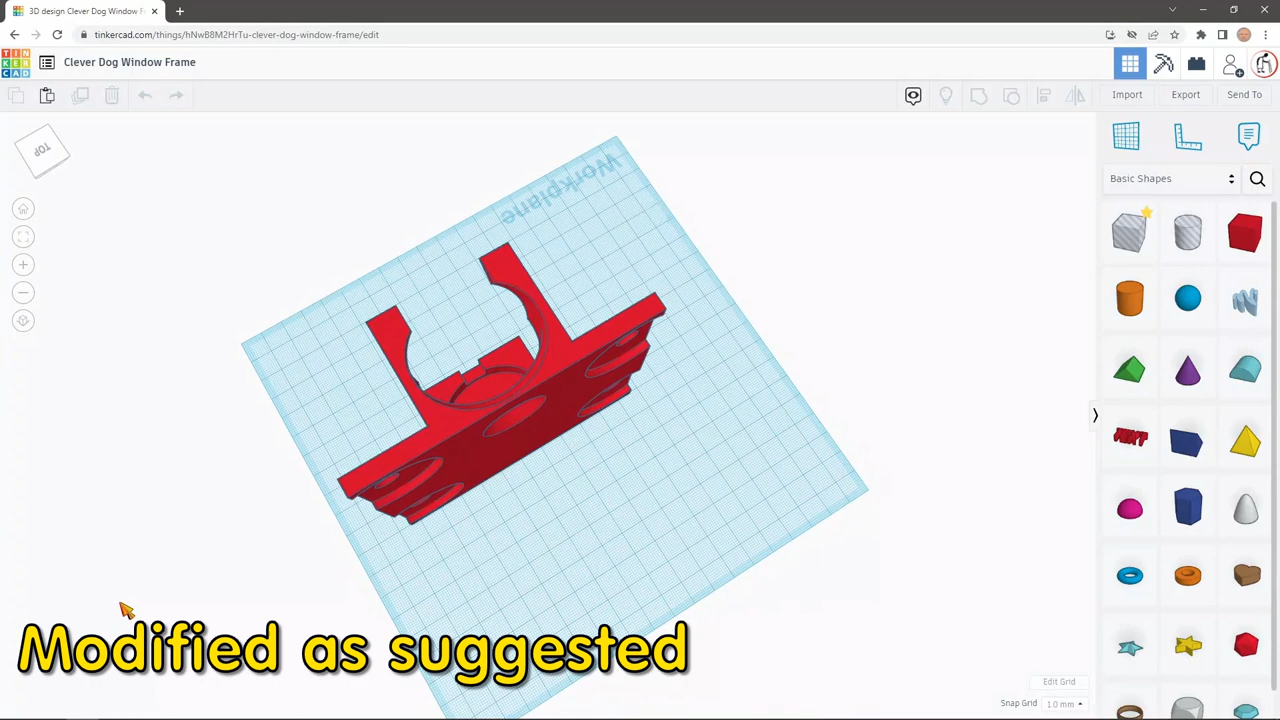 3D design Clever Dog Window F
tinkercad.com/things/hNwB8M2HrTu-clever-dog-window-frame/edit
TIN
KER
CAD
Clever Dog Window Frame
Import
Export
Send To
TOP
Workplane
Basic Shapes
TEXT
Modified as suggested
Edit Grid
Snap Grid
1.0 mm